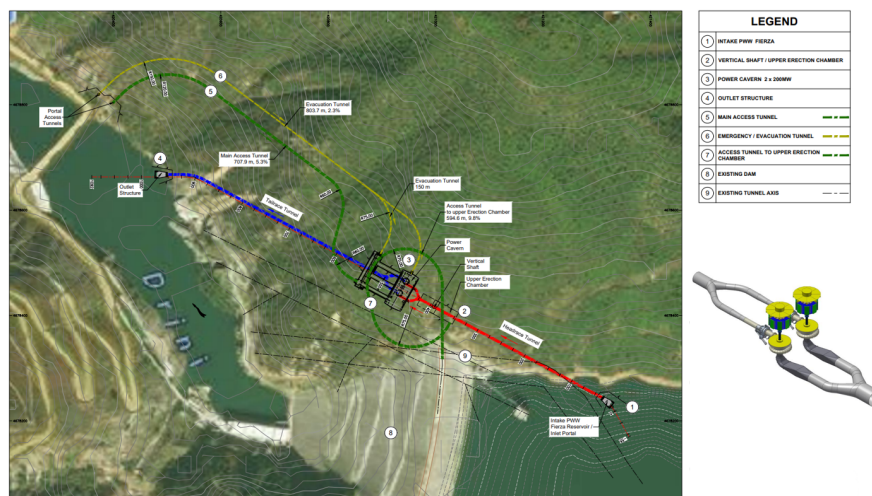 LEGEND
1 INTAKE PWW FIERZA
2 VERTICAL SHAFT / UPPER ERECTION CHAMBER
3 POWER CAVERN 2 x 200MW
4 OUTLET STRUCTURE
5 MAIN ACCESS TUNNEL
6 EMERGENCY / EVACUATION TUNNEL
7 ACCESS TUNNEL TO UPPER ERECTION
CHAMBER
8 EXISTING DAM
9 EXISTING TUNNEL AXIS
6
5
Portal
Access
Tunnels
Evacuation Tunnel
803.7 m, 2.3%
Main Access Tunnel
707.9 m, 5.3%
4
Outlet
Structure
Tailrace Tunnel
Evacuation Tunnel
150 m
Access Tunnel
to upper Erection Chamber
594.6 m, 9.8%
Power
Cavern
3
Vertical
Shaft
Upper Erection
Chamber
7
2
Headrace Tunnel
Drini
9
1
Intake PWW
Fierza Reservoir /
Inlet Portal
8